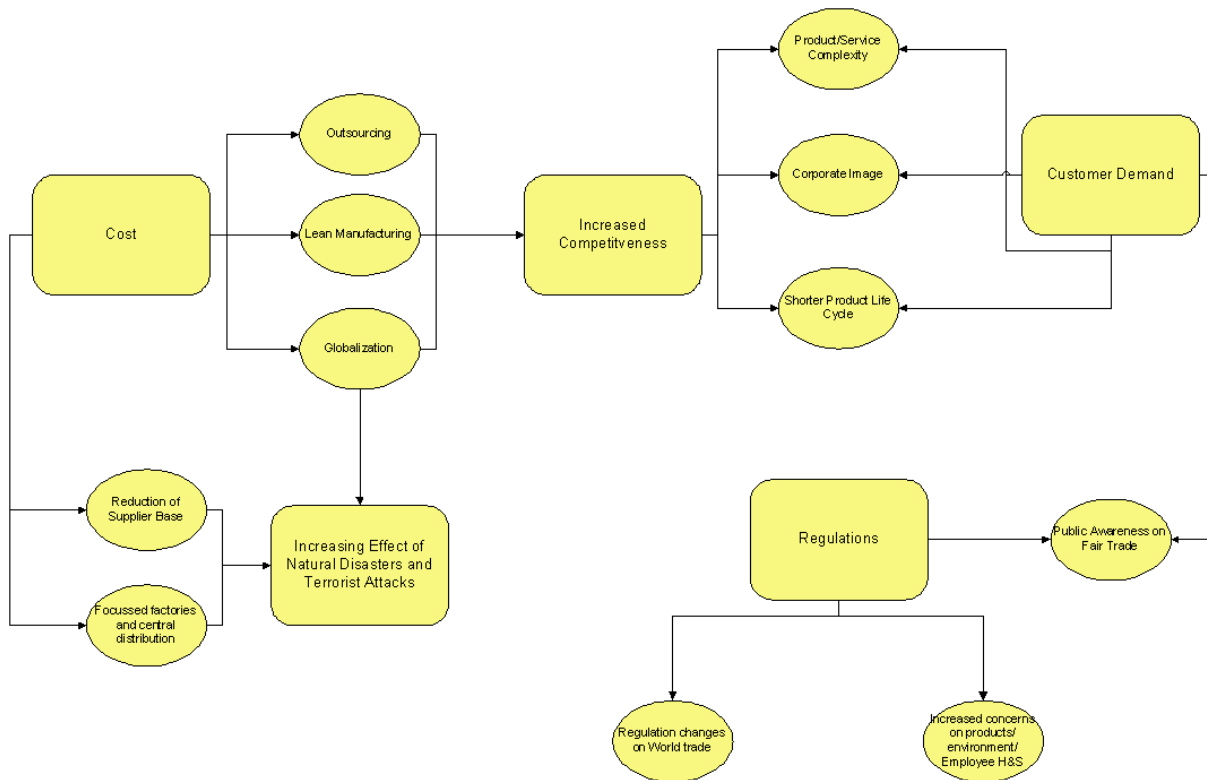 Product/Service
Complexity
Outsourcing
Corporate Image
Customer Demand
Cost
Lean Manufacturing
Increased
Competitveness
Shorter Product Life
Cycle
Globalization
Reduction of
Supplier Base
Increasing Effect of
Natural Disasters and
Terrorist Attacks
Regulations
Public Awareness on
Fair Trade
Focussed factories
and central
distribution
Regulation changes
on World trade
Increased concerns
on products/
environment/
Employee H&S